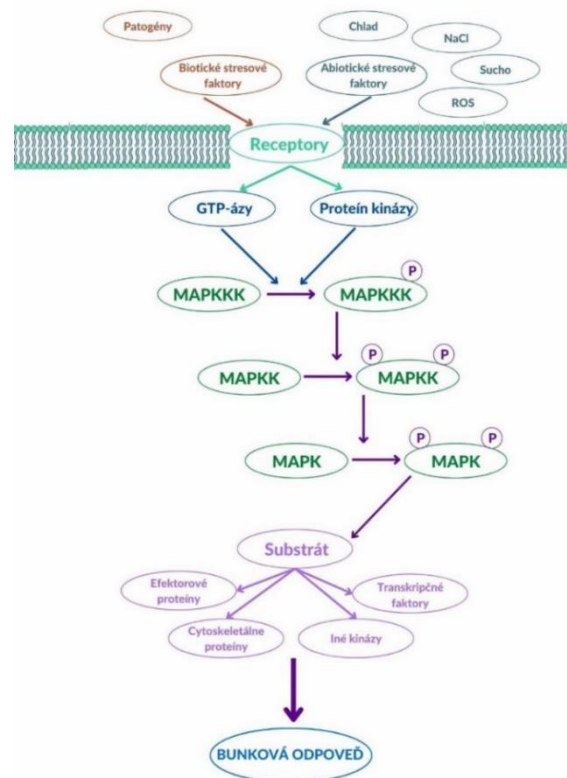 Patogény
Chlad
NaCl
Biotické stresové
faktory
Abiotické stresové
faktory
Sucho
ROS
Receptory
GTP-ázy
Proteín kinázy
P
MAPKKK
MAPKKK
P
P
MAPKK
MAPKK
P
P
MAPK
MAPK
Substrát
Efektorové
proteíny
Transkripčné
faktory
Cytoskeletálne
proteíny
Iné kinázy
BUNKOVÁ ODPOVEĎ